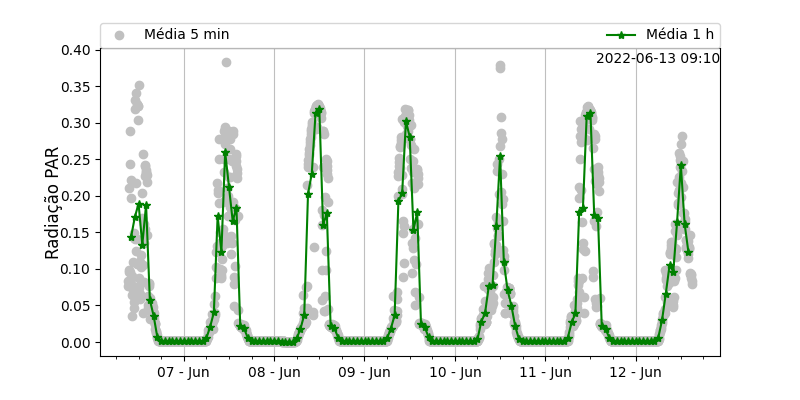 Média 5 min
Média 1 h
2022-06-13 09:10
Radiação PAR
0.40
0.35
0.30
0.25
0.20
0.15
0.10
0.05
0.00
07 - Jun
08 - Jun
09 - Jun
10 - Jun
11 - Jun
12 - Jun